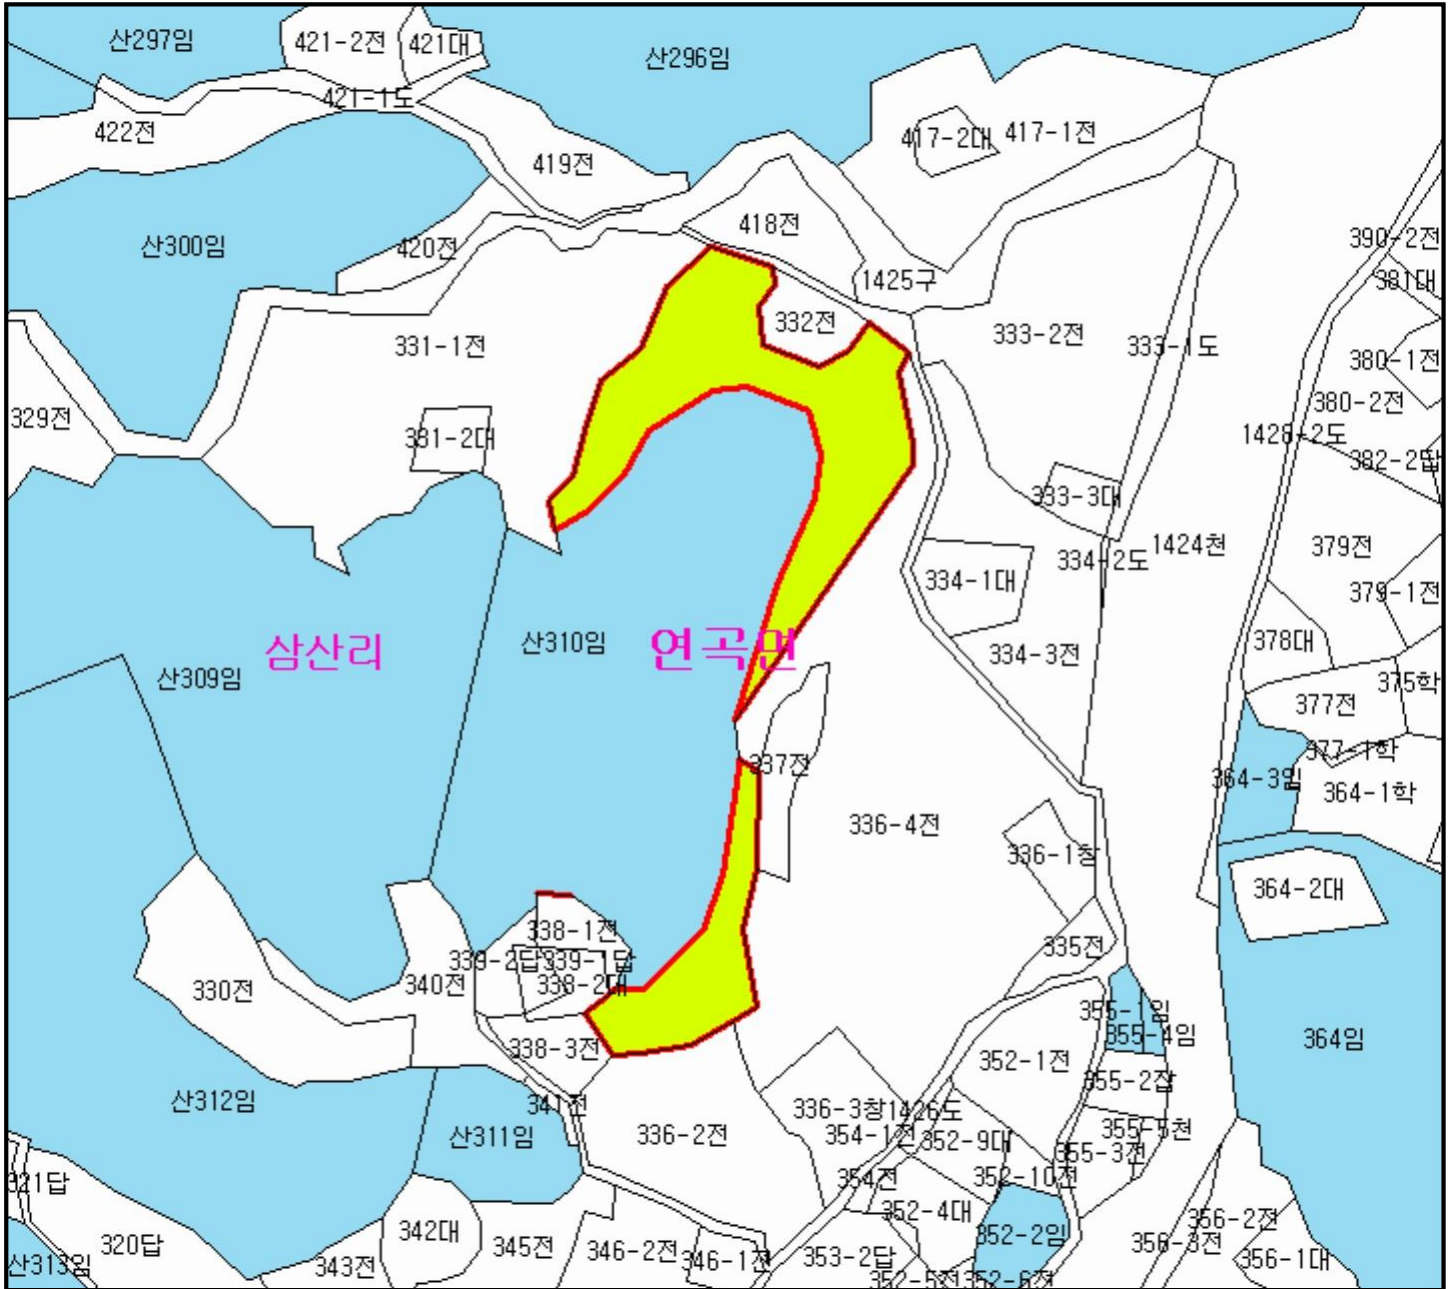 산297임
421-2전
421대
산296임
421-1도
422전
417-2대
417-1전
419전
418전
산300임
420전
390-2전
1425구
381대
332전
333-2전
333-1도
331-1전
380-1전
380-2전
329전
331-2대
1428-2도
382-2답
333-3대
1424천
379전
334-2도
334-1대
379-1전
378대
산310임
연곡면
삼산리
334-3전
산309임
375학
377전
377-1학
337전
364-3임
364-1학
336-4전
336-1창
364-2대
338-1전
335전
339-2답
339-1답
330전
340전
338-2대
355-1임
355-4임
364임
338-3전
352-1전
355-2잡
산312임
341전
336-3창
1426도
산311임
336-2전
354-1전
352-9대
355-5천
355-3전
354전
352-10전
321답
352-4대
356-2전
342대
352-2임
320답
345전
346-2전
346-1전
353-2답
356-3전
356-1대
산313임
343전
352-5전
352-6전